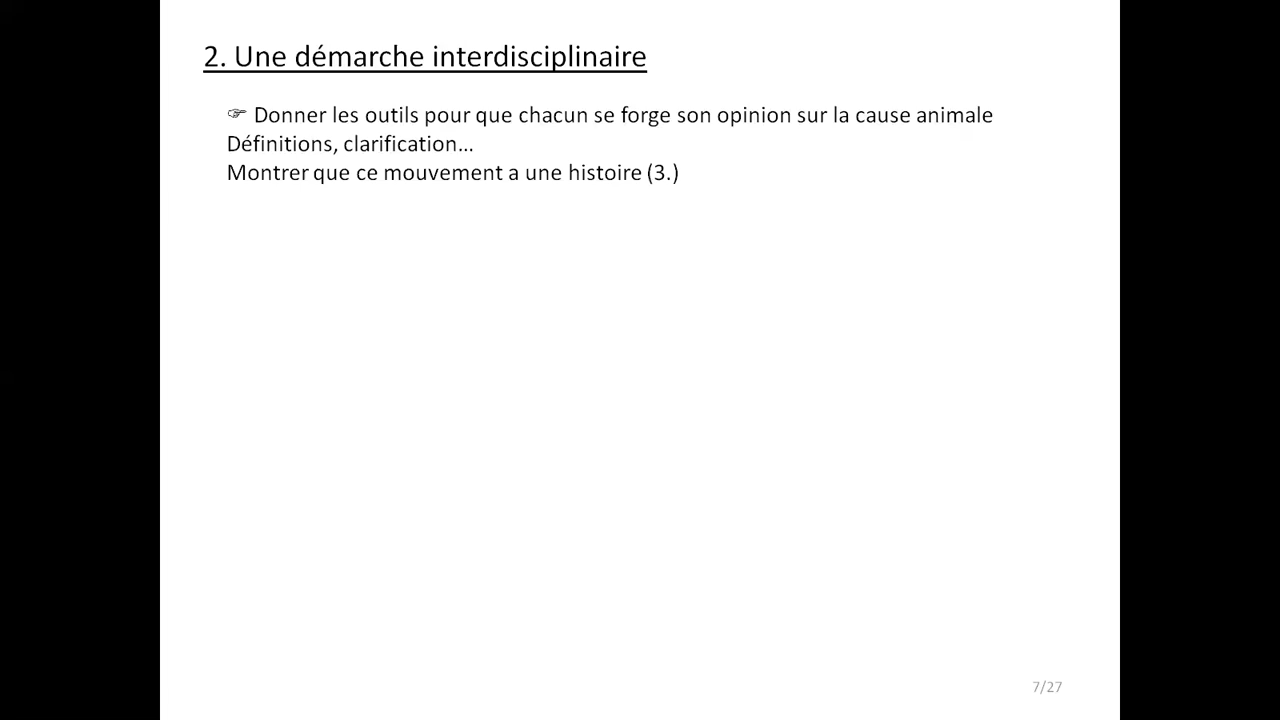 2. Une démarche interdisciplinaire
☞ Donner les outils pour que chacun se forge son opinion sur la cause animale
Définitions, clarification…
Montrer que ce mouvement a une histoire (3.)
7/27